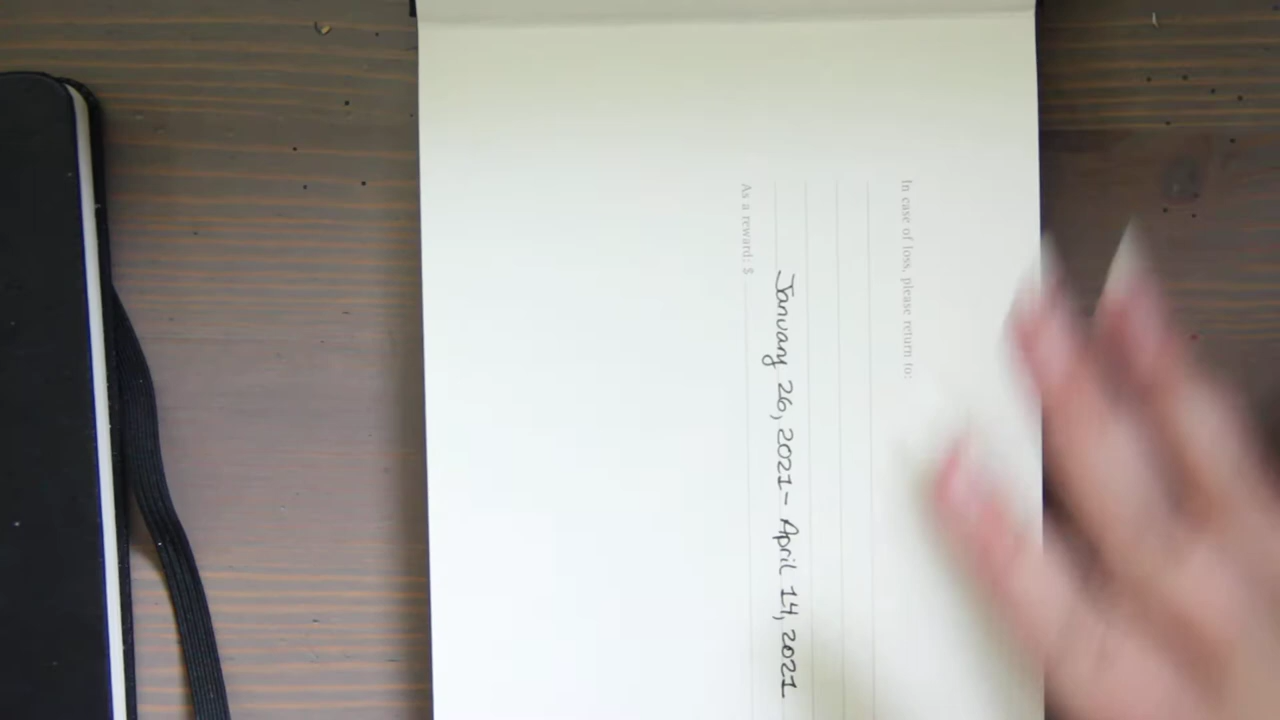 In case of loss, please return to:
January 26, 2021 - April 14, 2021
As a reward: $